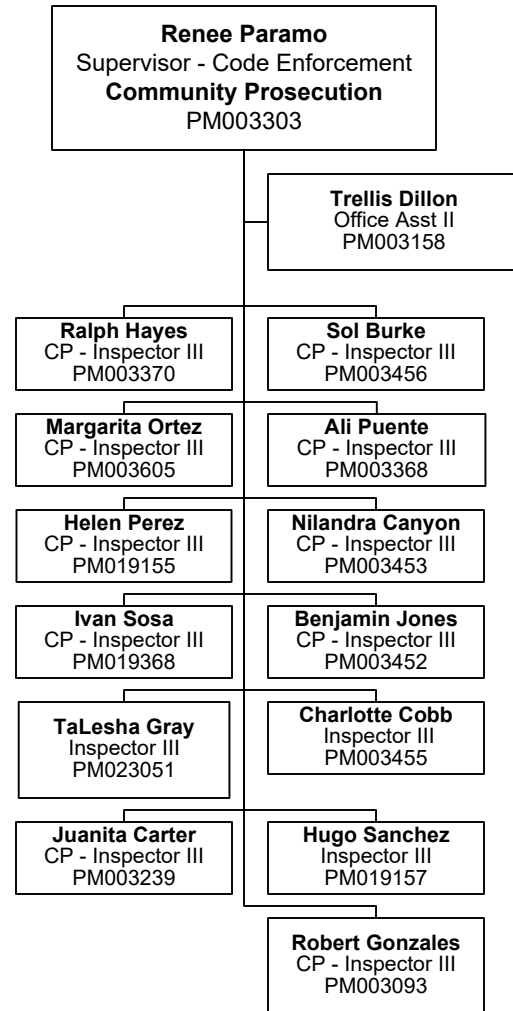 Renee Paramo
Supervisor - Code Enforcement
Community Prosecution
PM003303
Trellis Dillon
Office Asst II
PM003158
Ralph Hayes
CP - Inspector III
PM003370
Sol Burke
CP - Inspector III
PM003456
Margarita Ortez
CP - Inspector III
PM003605
Ali Puente
CP - Inspector III
PM003368
Helen Perez
CP - Inspector III
PM019155
Nilandra Canyon
CP - Inspector III
PM003453
Ivan Sosa
CP - Inspector III
PM019368
Benjamin Jones
CP - Inspector III
PM003452
TaLesha Gray
Inspector III
PM023051
Charlotte Cobb
Inspector III
PM003455
Juanita Carter
CP - Inspector III
PM003239
Hugo Sanchez
Inspector III
PM019157
Robert Gonzales
CP - Inspector III
PM003093